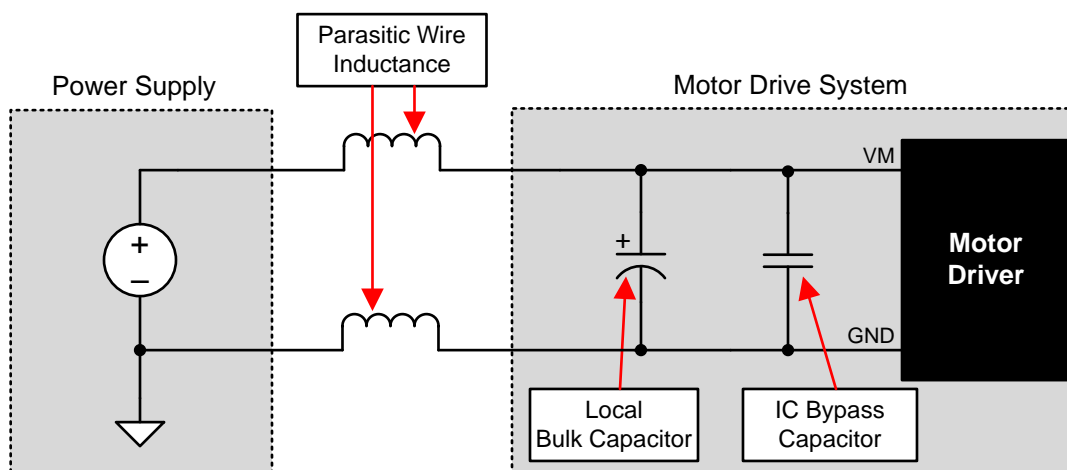 Parasitic Wire
Inductance
Power Supply
Motor Drive System
VM
+
–
+
Motor
Driver
GND
Local
Bulk Capacitor
IC Bypass
Capacitor